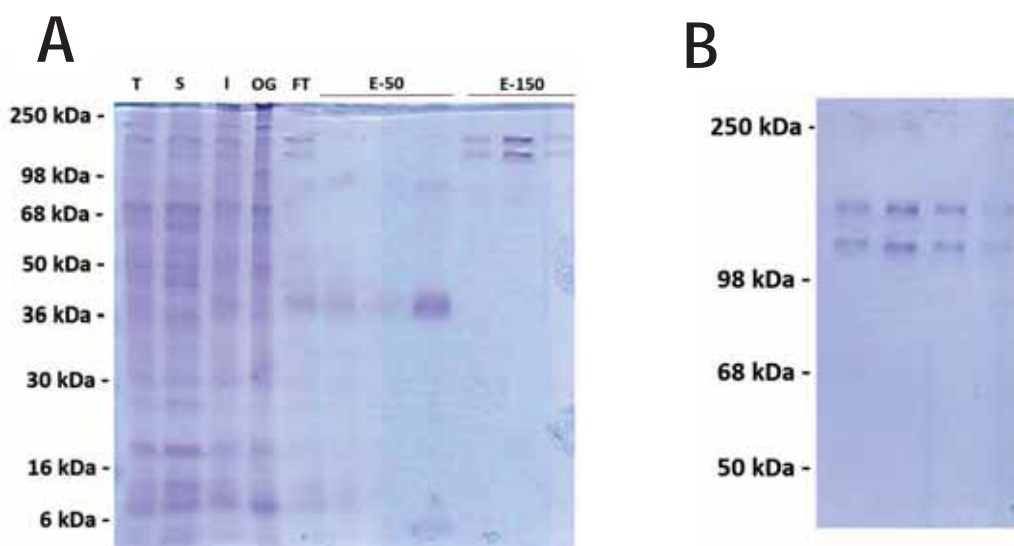 A
B
T S I OG FT E-50 E-150
250 kDa -
98 kDa -
68 kDa -
50 kDa -
36 kDa -
30 kDa -
16 kDa -
6 kDa -
250 kDa -
98 kDa -
68 kDa -
50 kDa -